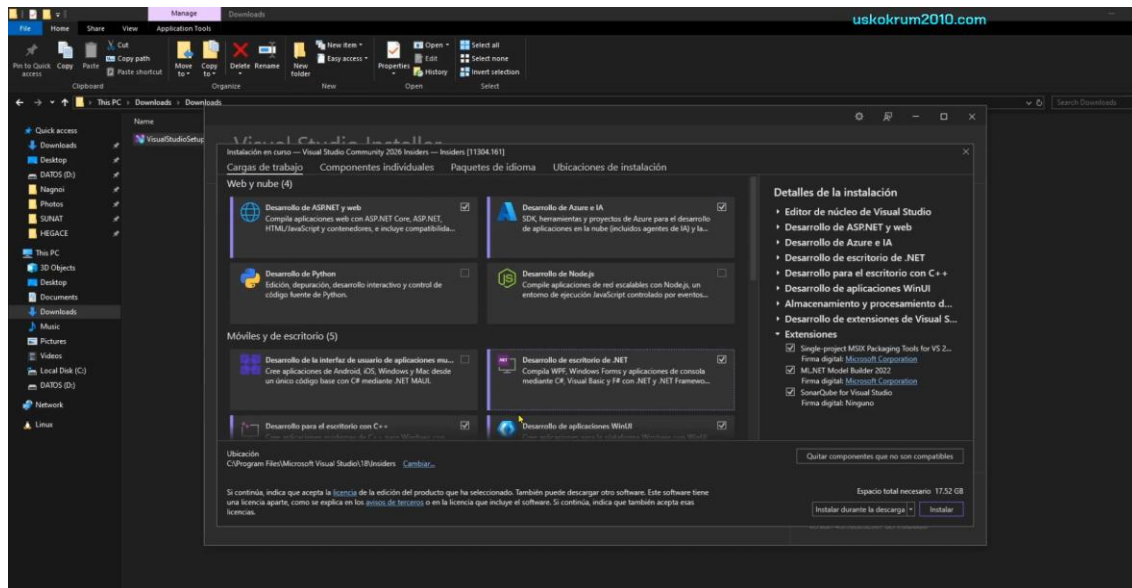 Manage
Downloads
uskokrum2010.com
File Home Share View Application Tools
Pin to Quick access
Copy
Paste
Cut
Copy path
Paste shortcut
Move to
Copy to
Delete
Rename
New folder
New item
Easy access
Properties
Open
Edit
History
Select all
Select none
Invert selection
Clipboard
Organize
New
Open
Select
This PC › Downloads › Downloads
Search Downloads
Name
VisualStudioSetup
Quick access
Downloads
Desktop
DATOS (D:)
Nagnoi
Photos
SUNAT
HEGACE
This PC
3D Objects
Desktop
Documents
Downloads
Music
Pictures
Videos
Local Disk (C:)
DATOS (D:)
Network
Linux
Visual Studio Installer
Instalación en curso — Visual Studio Community 2026 Insiders — Insiders [11304.161]
Cargas de trabajo Componentes individuales Paquetes de idioma Ubicaciones de instalación
Web y nube (4)
Desarrollo de ASP.NET y web
Compila aplicaciones web con ASP.NET Core, ASP.NET,
HTML/JavaScript y contenedores, e incluye compatibilida...
Desarrollo de Azure e IA
SDK, herramientas y proyectos de Azure para el desarrollo
de aplicaciones en la nube (incluidos agentes de IA) y la...
Desarrollo de Python
Edición, depuración, desarrollo interactivo y control de
código fuente de Python.
Desarrollo de Node.js
Compile aplicaciones de red escalables con Node.js, un
entorno de ejecución JavaScript controlado por eventos...
Móviles y de escritorio (5)
Desarrollo de la interfaz de usuario de aplicaciones mu...
Cree aplicaciones de Android, iOS, Windows y Mac desde
un único código base con C# mediante .NET MAUI.
Desarrollo de escritorio de .NET
Compila WPF, Windows Forms y aplicaciones de consola
mediante C#, Visual Basic y F# con .NET y .NET Framewo...
Desarrollo para el escritorio con C++
Desarrollo de aplicaciones WinUI
Detalles de la instalación
Editor de núcleo de Visual Studio
Desarrollo de ASP.NET y web
Desarrollo de Azure e IA
Desarrollo de escritorio de .NET
Desarrollo para el escritorio con C++
Desarrollo de aplicaciones WinUI
Almacenamiento y procesamiento d...
Desarrollo de extensiones de Visual S...
Extensiones
Single-project MSIX Packaging Tools for VS 2...
Firma digital: Microsoft Corporation
ML.NET Model Builder 2022
Firma digital: Microsoft Corporation
SonarQube for Visual Studio
Firma digital: Ninguno
Ubicación
C:\Program Files\Microsoft Visual Studio\18\Insiders Cambiar...
Quitar componentes que no son compatibles
Si continúa, indica que acepta la licencia de la edición del producto que ha seleccionado. También puede descargar otro software. Este software tiene
una licencia aparte, como se explica en los avisos de terceros o en la licencia que incluye el software. Si continúa, indica que también acepta esas
licencias.
Espacio total necesario 17.52 GB
Instalar durante la descarga
Instalar